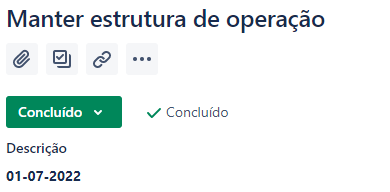 Manter estrutura de operação
Concluído
Concluído
Descrição
01-07-2022